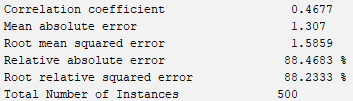 Correlation coefficient 0.4677
Mean absolute error 1.307
Root mean squared error 1.5859
Relative absolute error 88.4683 %
Root relative squared error 88.2333 %
Total Number of Instances 500